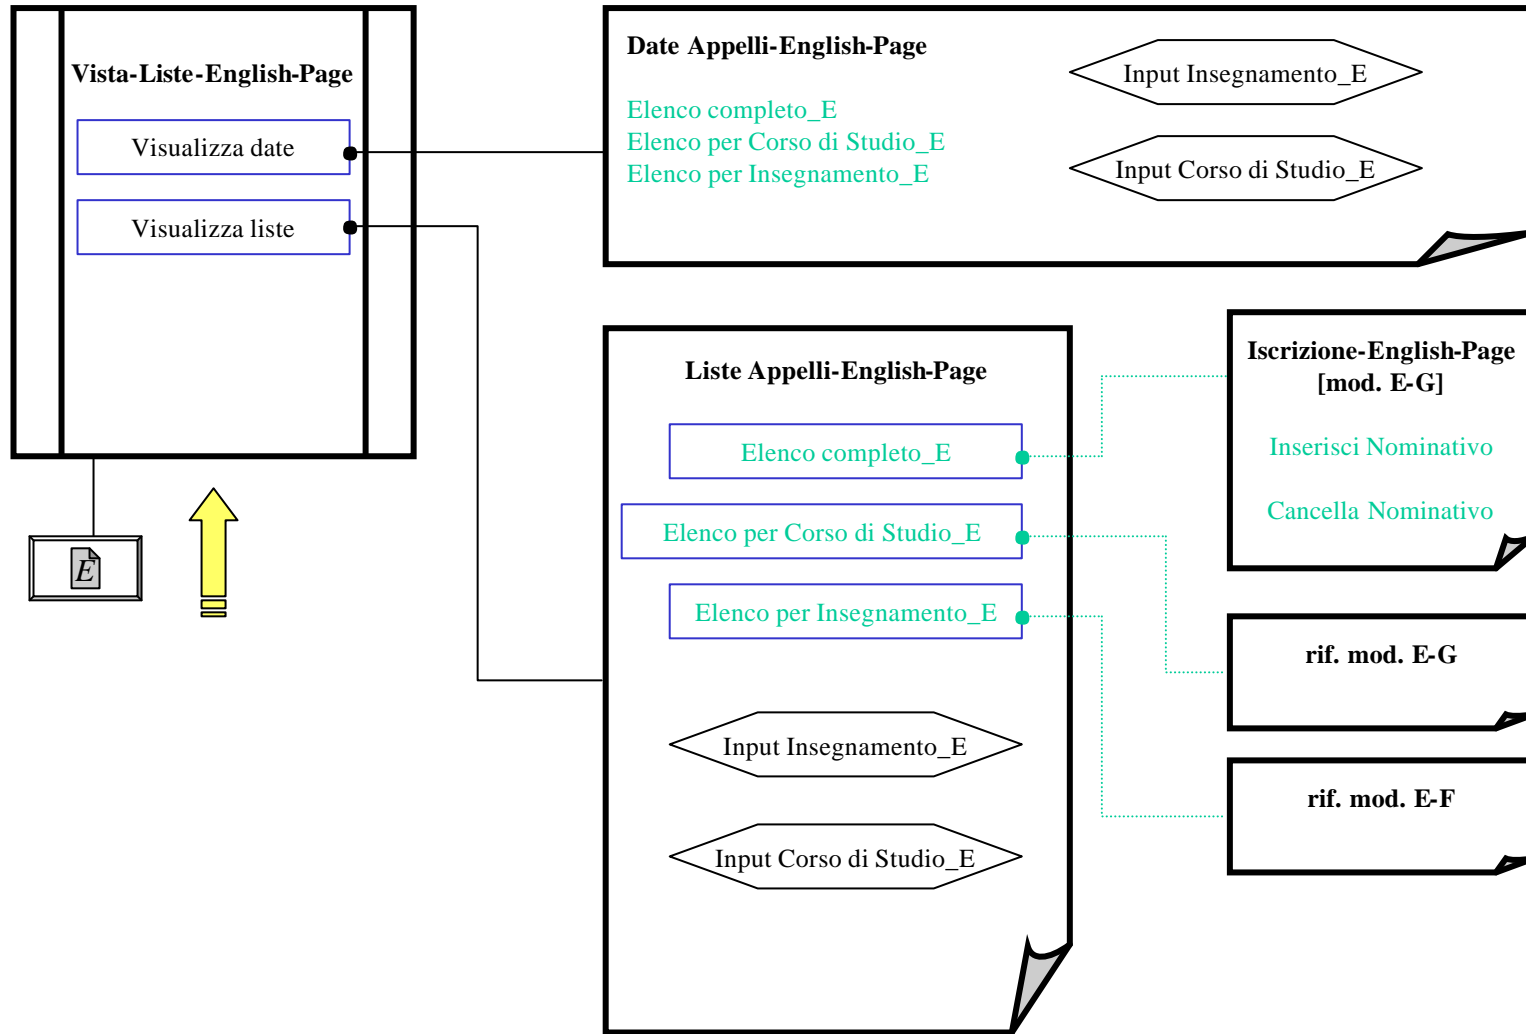 Vista-Liste-English-Page
Visualizza date
Visualizza liste
E
Date Appelli-English-Page
Elenco completo_E
Elenco per Corso di Studio_E
Elenco per Insegnamento_E
Input Insegnamento_E
Input Corso di Studio_E
Liste Appelli-English-Page
Elenco completo_E
Elenco per Corso di Studio_E
Elenco per Insegnamento_E
Input Insegnamento_E
Input Corso di Studio_E
Iscrizione-English-Page
[mod. E-G]
Inserisci Nominativo
Cancella Nominativo
rif. mod. E-G
rif. mod. E-F